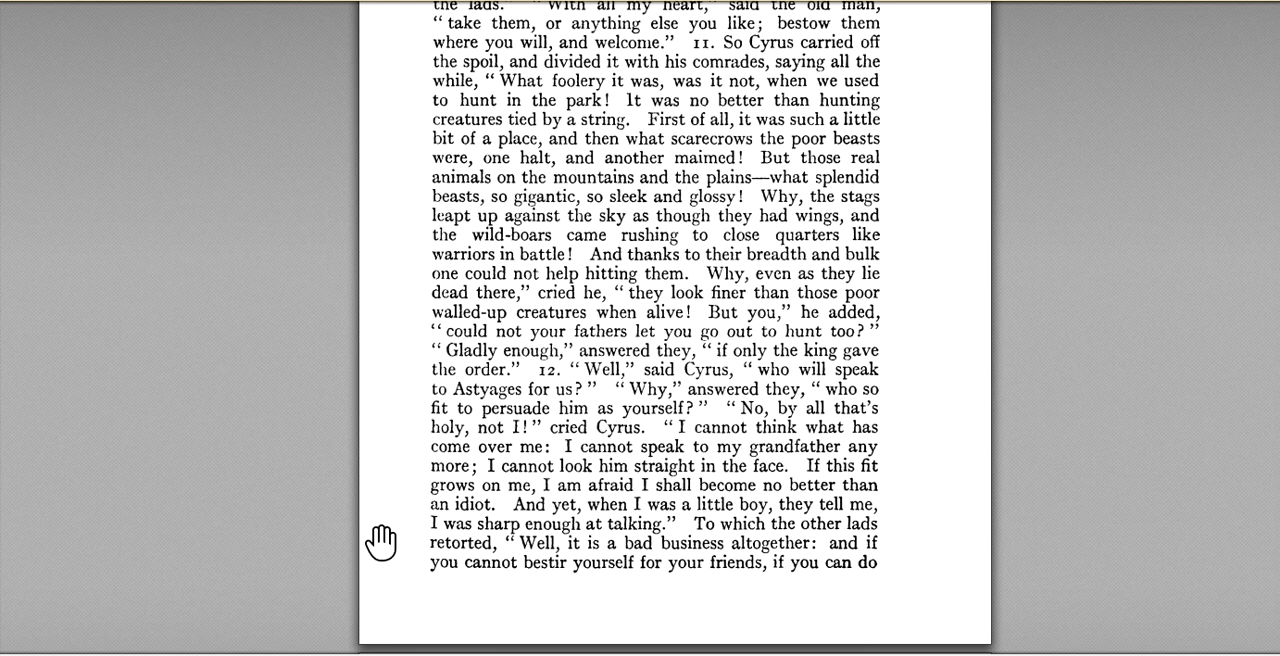 the lads." "With all my heart," said the old man,
" take them, or anything else you like; bestow them
where you will, and welcome." 11. So Cyrus carried off
the spoil, and divided it with his comrades, saying all the
while, " What foolery it was, was it not, when we used
to hunt in the park! It was no better than hunting
creatures tied by a string. First of all, it was such a little
bit of a place, and then what scarecrows the poor beasts
were, one halt, and another maimed! But those real
animals on the mountains and the plains—what splendid
beasts, so gigantic, so sleek and glossy! Why, the stags
leapt up against the sky as though they had wings, and
the wild-boars came rushing to close quarters like
warriors in battle! And thanks to their breadth and bulk
one could not help hitting them. Why, even as they lie
dead there," cried he, " they look finer than those poor
walled-up creatures when alive! But you," he added,
" could not your fathers let you go out to hunt too? "
" Gladly enough," answered they, " if only the king gave
the order." 12. " Well," said Cyrus, " who will speak
to Astyages for us? " " Why," answered they, " who so
fit to persuade him as yourself? " " No, by all that's
holy, not I! " cried Cyrus. " I cannot think what has
come over me: I cannot speak to my grandfather any
more; I cannot look him straight in the face. If this fit
grows on me, I am afraid I shall become no better than
an idiot. And yet, when I was a little boy, they tell me,
I was sharp enough at talking." To which the other lads
retorted, " Well, it is a bad business altogether: and if
you cannot bestir yourself for your friends, if you can do